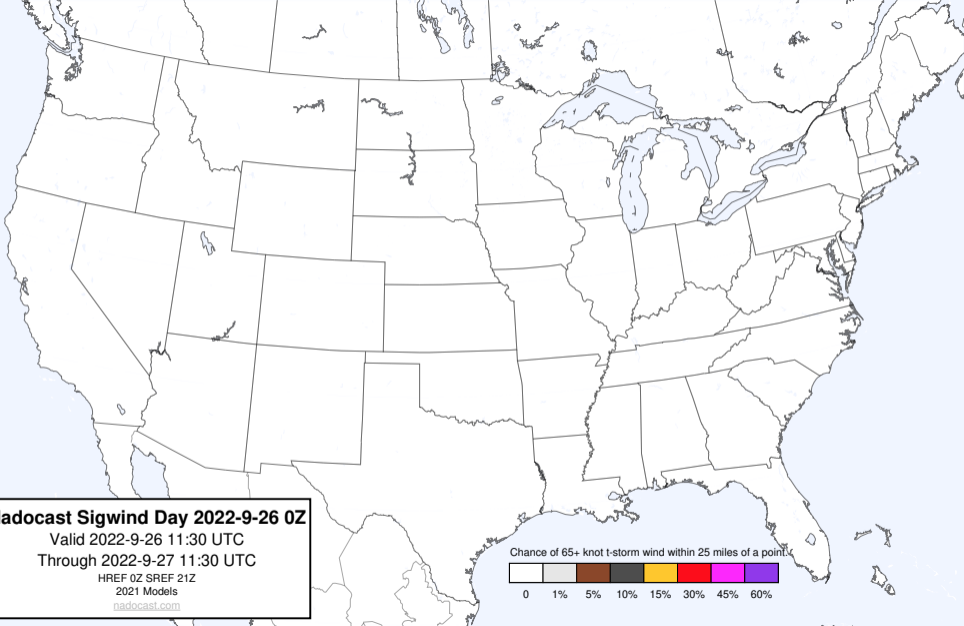 adocast Sigwind Day 2022-9-26 0Z
Valid 2022-9-26 11:30 UTC
Through 2022-9-27 11:30 UTC
HREF 0Z SREF 21Z
2021 Models
nadocast.com
Chance of 65+ knot t-storm wind within 25 miles of a point.
0 1% 5% 10% 15% 30% 45% 60%